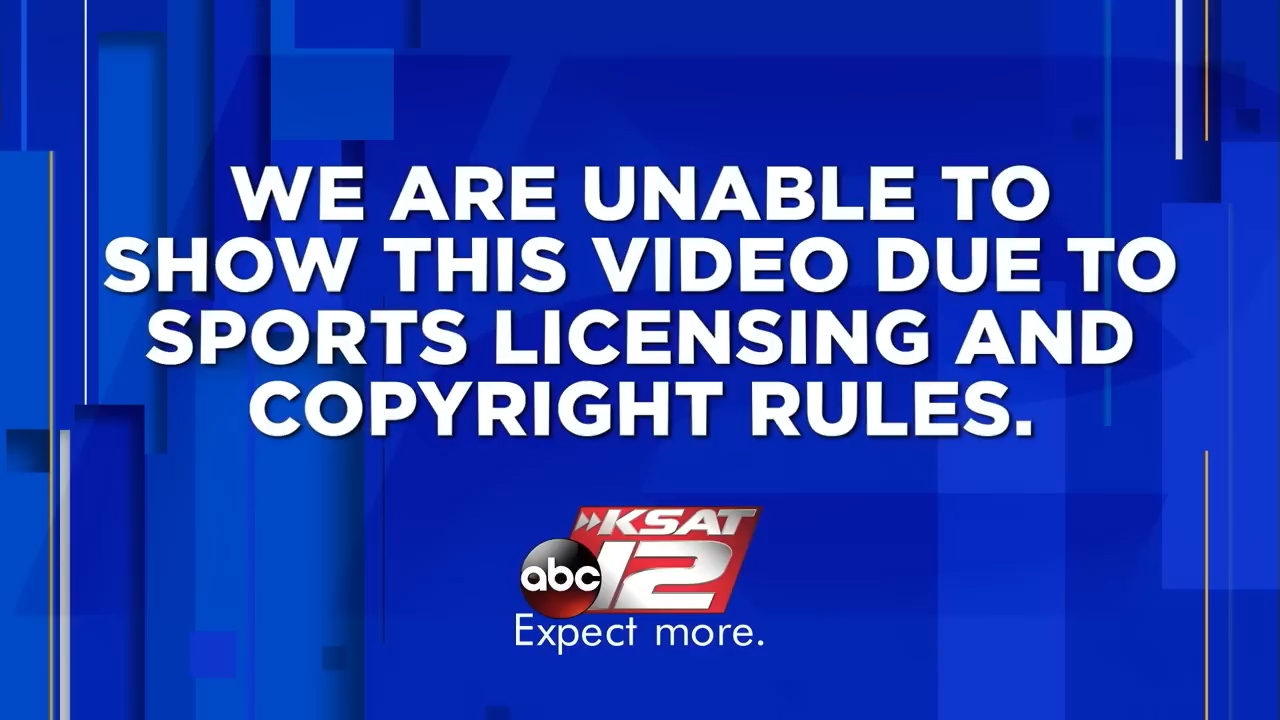 WE ARE UNABLE TO
SHOW THIS VIDEO DUE TO
SPORTS LICENSING AND
COPYRIGHT RULES.
KSAT
abc 12
Expect more.